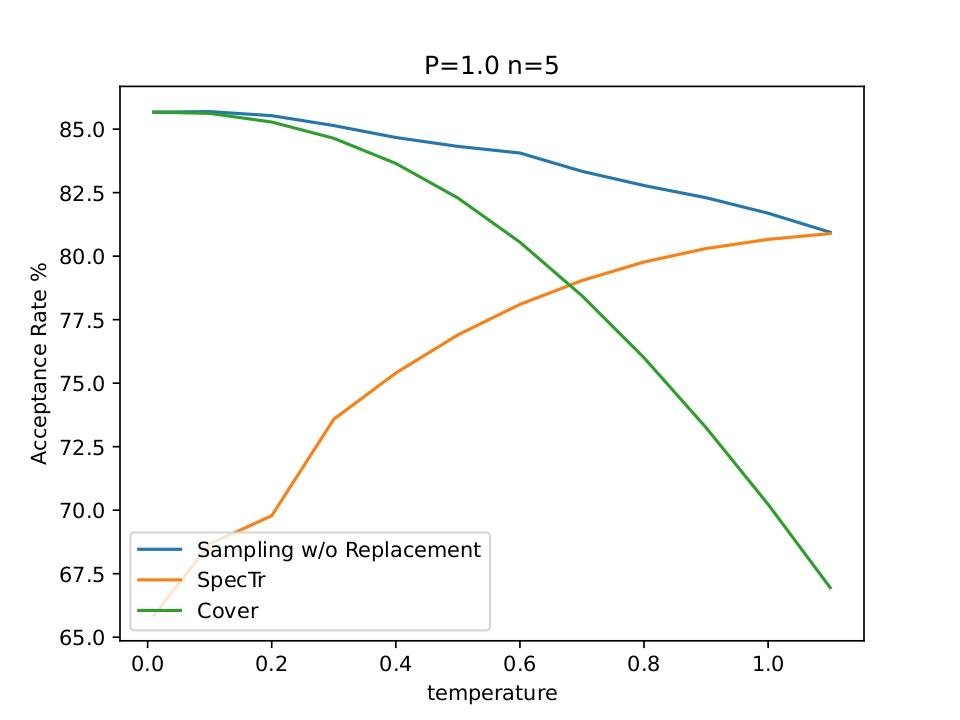 P=1.0 n=5
Acceptance Rate %
85.0
82.5
80.0
77.5
75.0
72.5
70.0
67.5
65.0
Sampling w/o Replacement
SpecTr
Cover
0.0 0.2 0.4 0.6 0.8 1.0
temperature